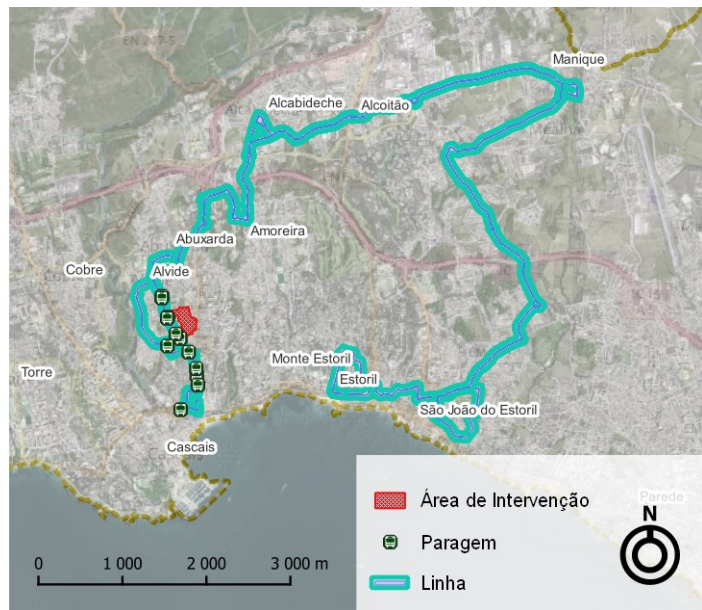 Manique
Alcabideche
Alcoitão
Amoreira
Abuxarda
Cobre
Alvide
Monte Estoril
Estoril
Torre
São João do Estoril
Cascais
Parede
Área de Intervenção
Paragem
Linha
N
0 1 000 2 000 3 000 m